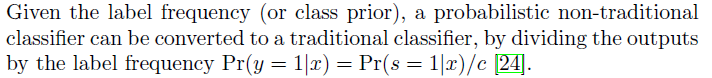 Given the label frequency (or class prior), a probabilistic non-traditional
classifier can be converted to a traditional classifier, by dividing the outputs
by the label frequency Pr(y = 1|x) = Pr(s = 1|x)/c [24].